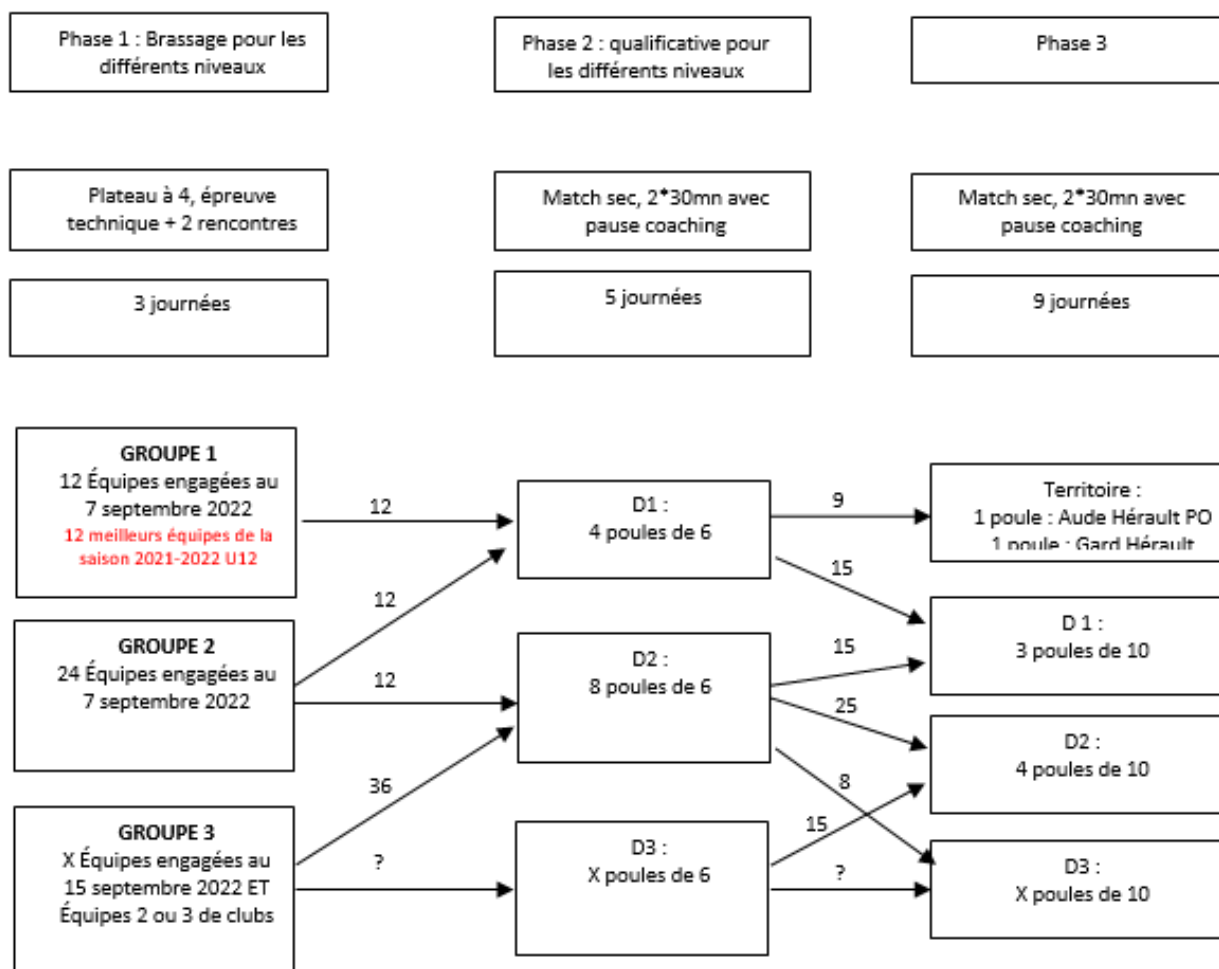 Phase 1 : Brassage pour les
différents niveaux
Phase 2 : qualificative pour
les différents niveaux
Phase 3
Plateau à 4, épreuve
technique + 2 rencontres
Match sec, 2*30mn avec
pause coaching
Match sec, 2*30mn avec
pause coaching
3 journées
5 journées
9 journées
GROUPE 1
12 Équipes engagées au
7 septembre 2022
12 meilleurs équipes de la
saison 2021-2022 U12
12
D1 :
4 poules de 6
9
Territoire :
1 poule : Aude Hérault PO
1 poule : Gard Hérault
12
15
D 1 :
3 poules de 10
GROUPE 2
24 Équipes engagées au
7 septembre 2022
12
D2 :
8 poules de 6
15
25
D2 :
4 poules de 10
36
8
GROUPE 3
X Équipes engagées au
15 septembre 2022 ET
Équipes 2 ou 3 de clubs
?
D3 :
X poules de 6
15
?
D3 :
X poules de 10